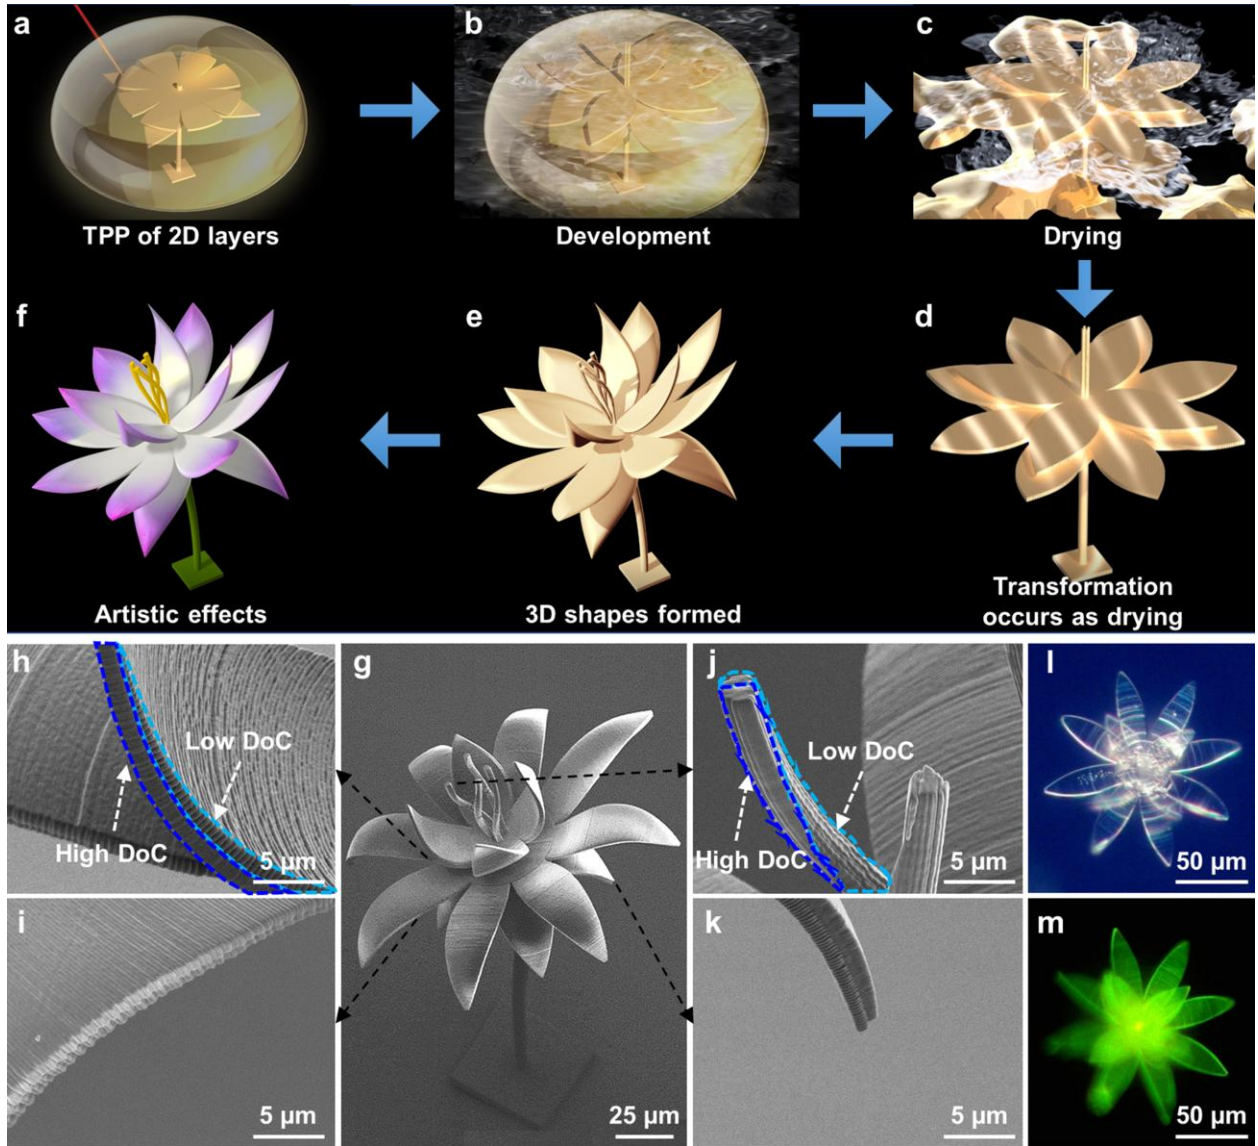 a
b
c
TPP of 2D layers
Development
Drying
f
e
d
Artistic effects
3D shapes formed
Transformation
occurs as drying
h
g
j
l
Low DoC
High DoC
5 μm
Low DoC
High DoC
5 μm
50 μm
i
k
m
5 μm
25 μm
5 μm
50 μm